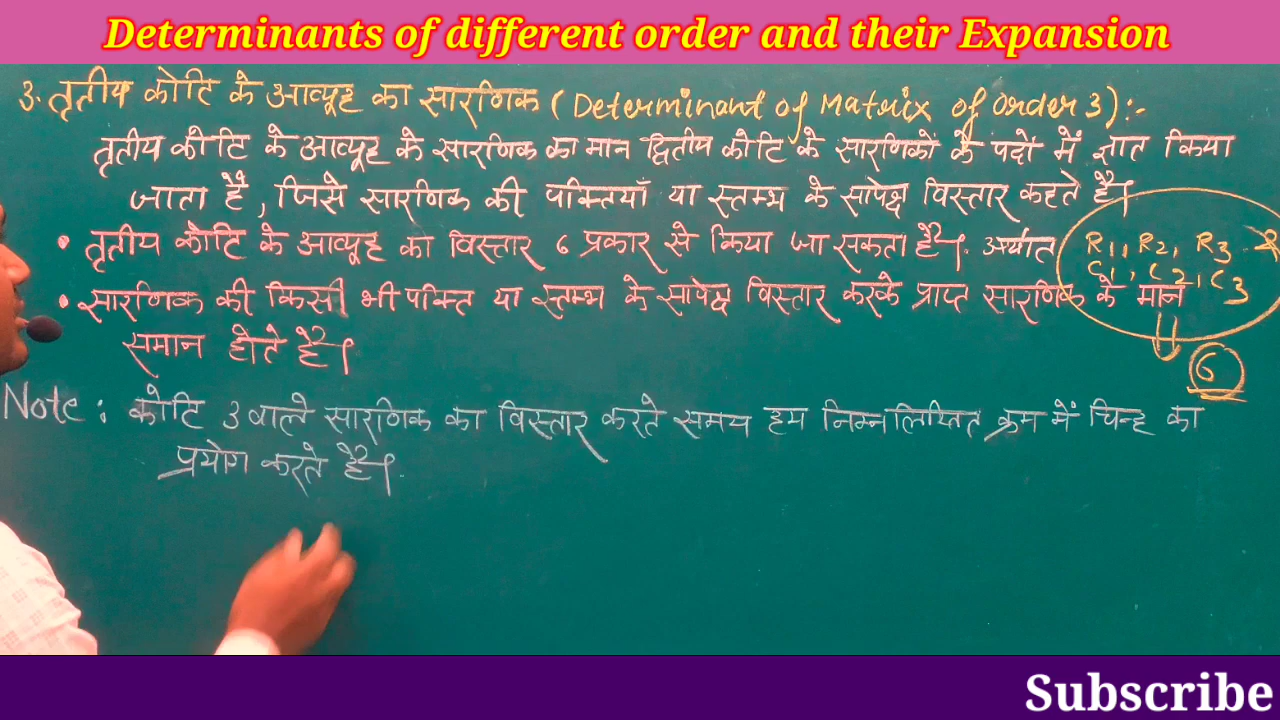 Determinants of different order and their Expansion
3. तृतीय कोटि के आव्यूह का सारणिक ( Determinant of Matrix of order 3 ) :-
तृतीय कोटि के आव्यूह के सारणिक का मान द्वितीय कोटि के सारणिकों के पदों में ज्ञात किया
जाता है , जिसे सारणिक की पंक्तियाँ या स्तम्भ के सापेक्ष विस्तार कहते हैं।
• तृतीय कोटि के आव्यूह का विस्तार 6 प्रकार से किया जा सकता है। अर्थात R1, R2, R3
C1, C2, C3
• सारणिक की किसी भी पंक्ति या स्तम्भ के सापेक्ष विस्तार करके प्राप्त सारणिक के मान
समान होते है।
6
Note : कोटि 3 वाले सारणिक का विस्तार करते समय हम निम्नलिखित क्रम में चिन्ह का
प्रयोग करते है।
Subscribe